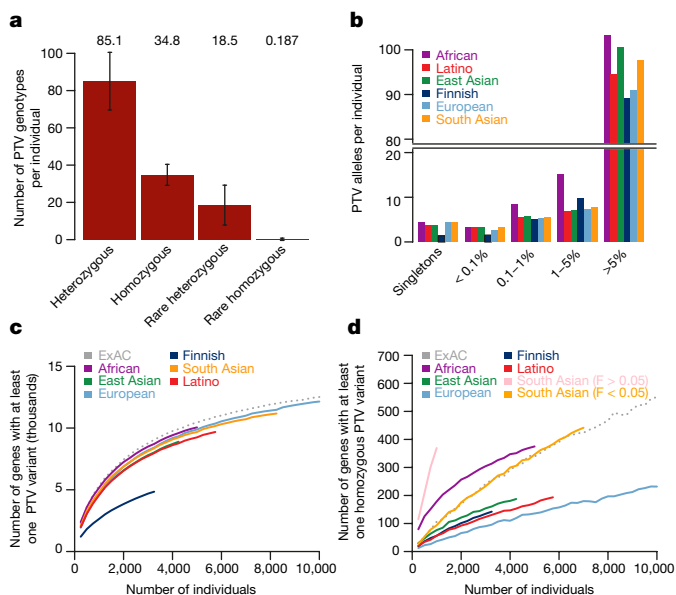 a
85.1 34.8 18.5 0.187
Number of PTV genotypes
per individual
100
80
60
40
20
0
Heterozygous
Homozygous
Rare heterozygous
Rare homozygous
b
PTV alleles per individual
100
90
80
20
10
0
African
Latino
East Asian
Finnish
European
South Asian
Singletons
< 0.1%
0.1–1%
1–5%
>5%
c
Number of genes with at least
one PTV variant (thousands)
15
10
5
0
ExAC
African
East Asian
European
Finnish
South Asian
Latino
0 2,000 4,000 6,000 8,000 10,000
Number of individuals
d
Number of genes with at least
one homozygous PTV variant
700
600
500
400
300
200
100
0
ExAC
African
East Asian
European
Finnish
Latino
South Asian (F > 0.05)
South Asian (F < 0.05)
0 2,000 4,000 6,000 8,000 10,000
Number of individuals